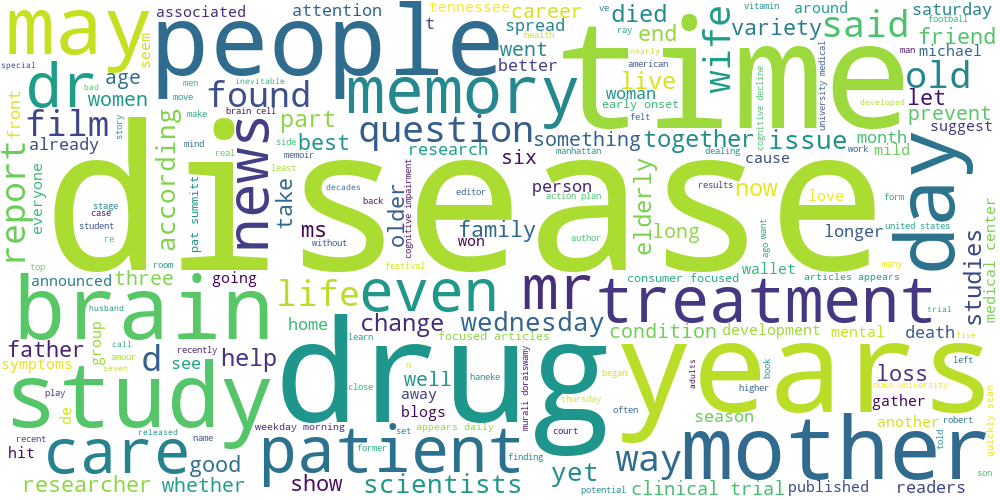 may
people
time
disease
associated
attention
tennessee
career
spread
t
went
better
died
end
live
wife
variety
around
said
saturday
football
friend
michael
man
old
let
prevent
suggest
special
seem
dr
bad
age
women
men
move
inevitable
health
brain cell
make
found
memory
ve
vitamin
ray
nearly
american
woman
early onset
felt
cognitive decline
university medical
developed
film
front
already
according
story
mind
side
real
news
part
best
question
research
something
together
issue
month
mild
work
cause
dealing
manhattan
six
report
everyone
stage
case
student
re
pat summitt
memoir
least
take
decades
without
back
older
cognitive impairment
editor
action plan
person
results
now
love
form
day
united states
ms
won
family
author
elderly
long
ago want
longer
many
studies
medical center
top
room
announced
three
going
festival
consumer focused
wallet
articles appears
brain
husband
life
even
mr
treatment
trial
father
group
call
recently
d
see
help
home
change
learn
focused articles
wednesday
drug
condition
development
mental
death
five
years
symptoms
amour
seven
study
play
de
close
n
well
away
haneke
murali doraiswamy
began
thursday
adults
higher
book
loss
left
duke university
gather
quickly scan
hit
recent
released
care
name
good
weekday morning
blogs
set
appears daily
court
season
often
another
robert
told
mother
patient
former
finding
yet
way
researcher
whether
show
scientists
potential
clinical trial
published
readers
son